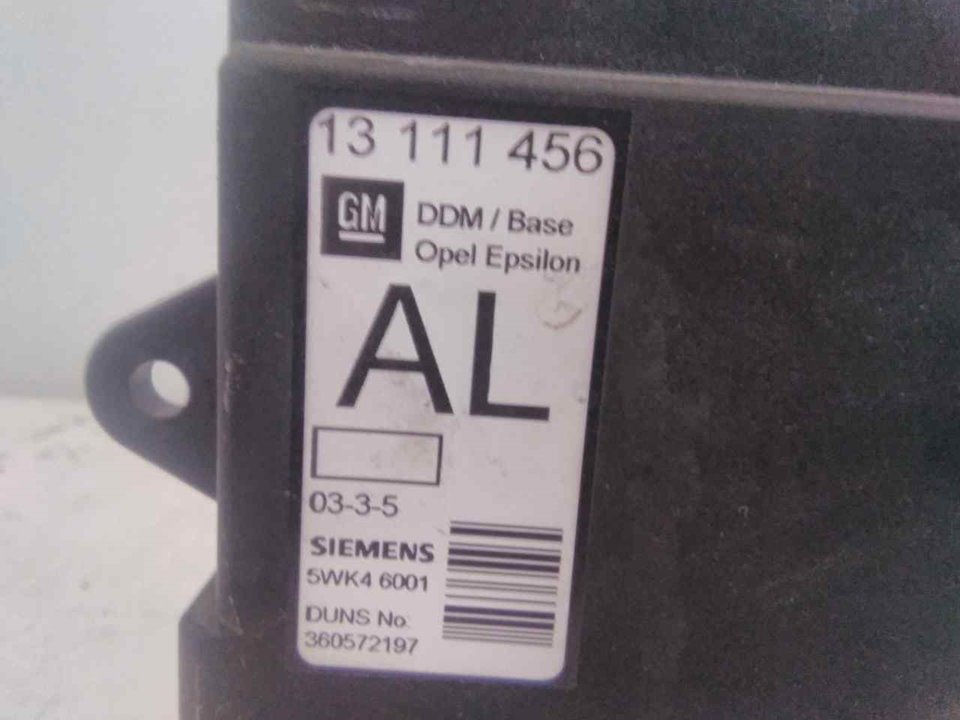 13 111 456
GM
DDM / Base
Opel Epsilon
AL
03-3-5
SIEMENS
5WK4 6001
DUNS No:
360572197